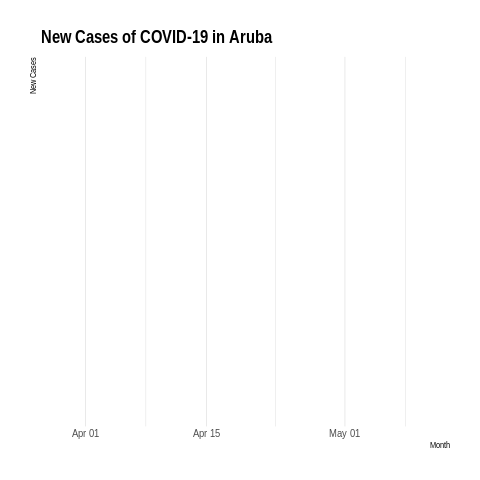 New Cases of COVID-19 in Aruba
New Cases
Apr 01
Apr 15
May 01
Month